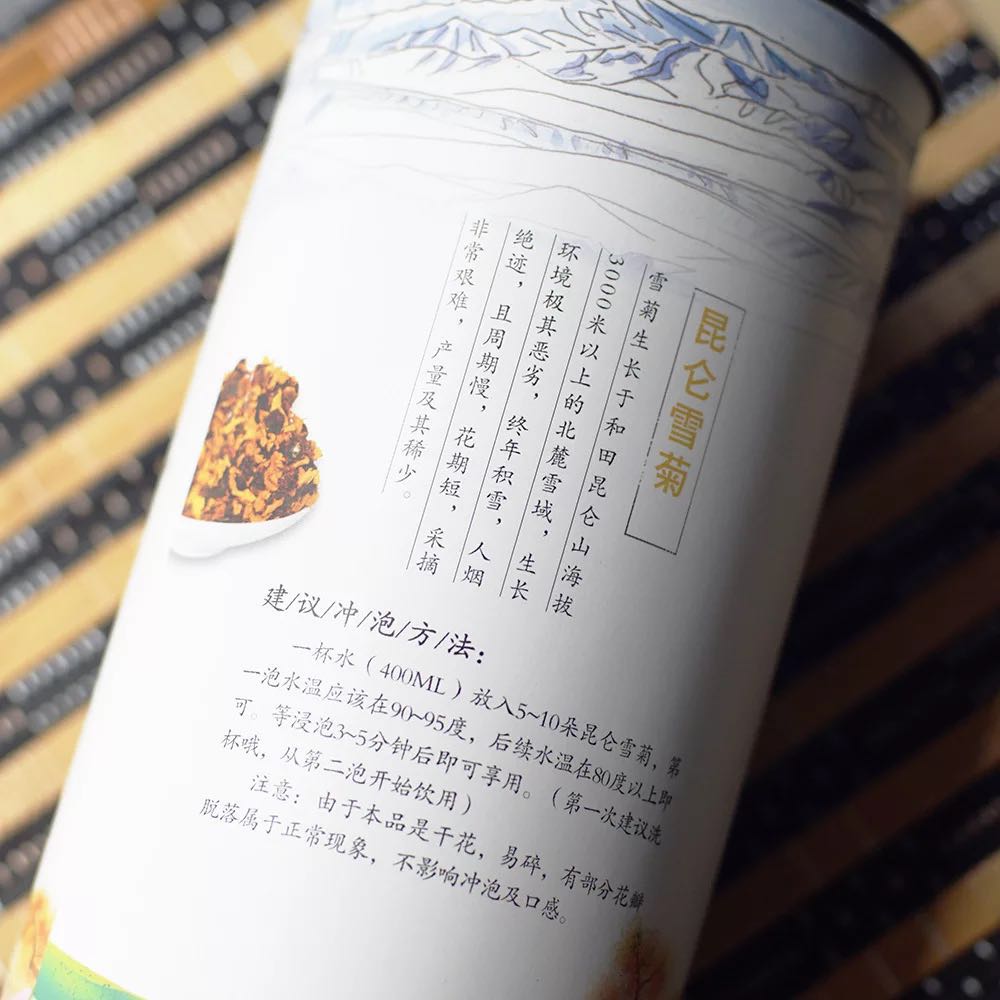 昆仑雪菊
雪菊生长于和田昆仑山海拔
3000米以上的北麓雪域，生长
环境极其恶劣，终年积雪，人烟
绝迹，且周期慢，花期短，采摘
非常艰难，产量及其稀少。
建/议/冲/泡/方/法：
一杯水（400ML）放入5~10朵昆仑雪菊，第
一泡水温应该在90~95度，后续水温在80度以上即
可。等浸泡3~5分钟后即可享用。（第一次建议洗
杯哦，从第二泡开始饮用）
注意：由于本品是干花，易碎，有部分花瓣
脱落属于正常现象，不影响冲泡及口感。